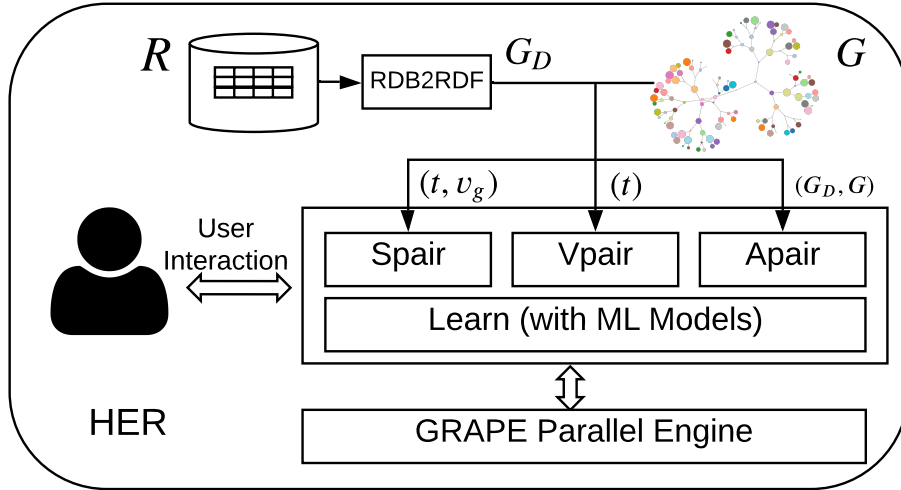 R
RDB2RDF
G_D
G
(t, v_g)
(t)
(G_D, G)
User
Interaction
Spair
Vpair
Apair
Learn (with ML Models)
HER
GRAPE Parallel Engine